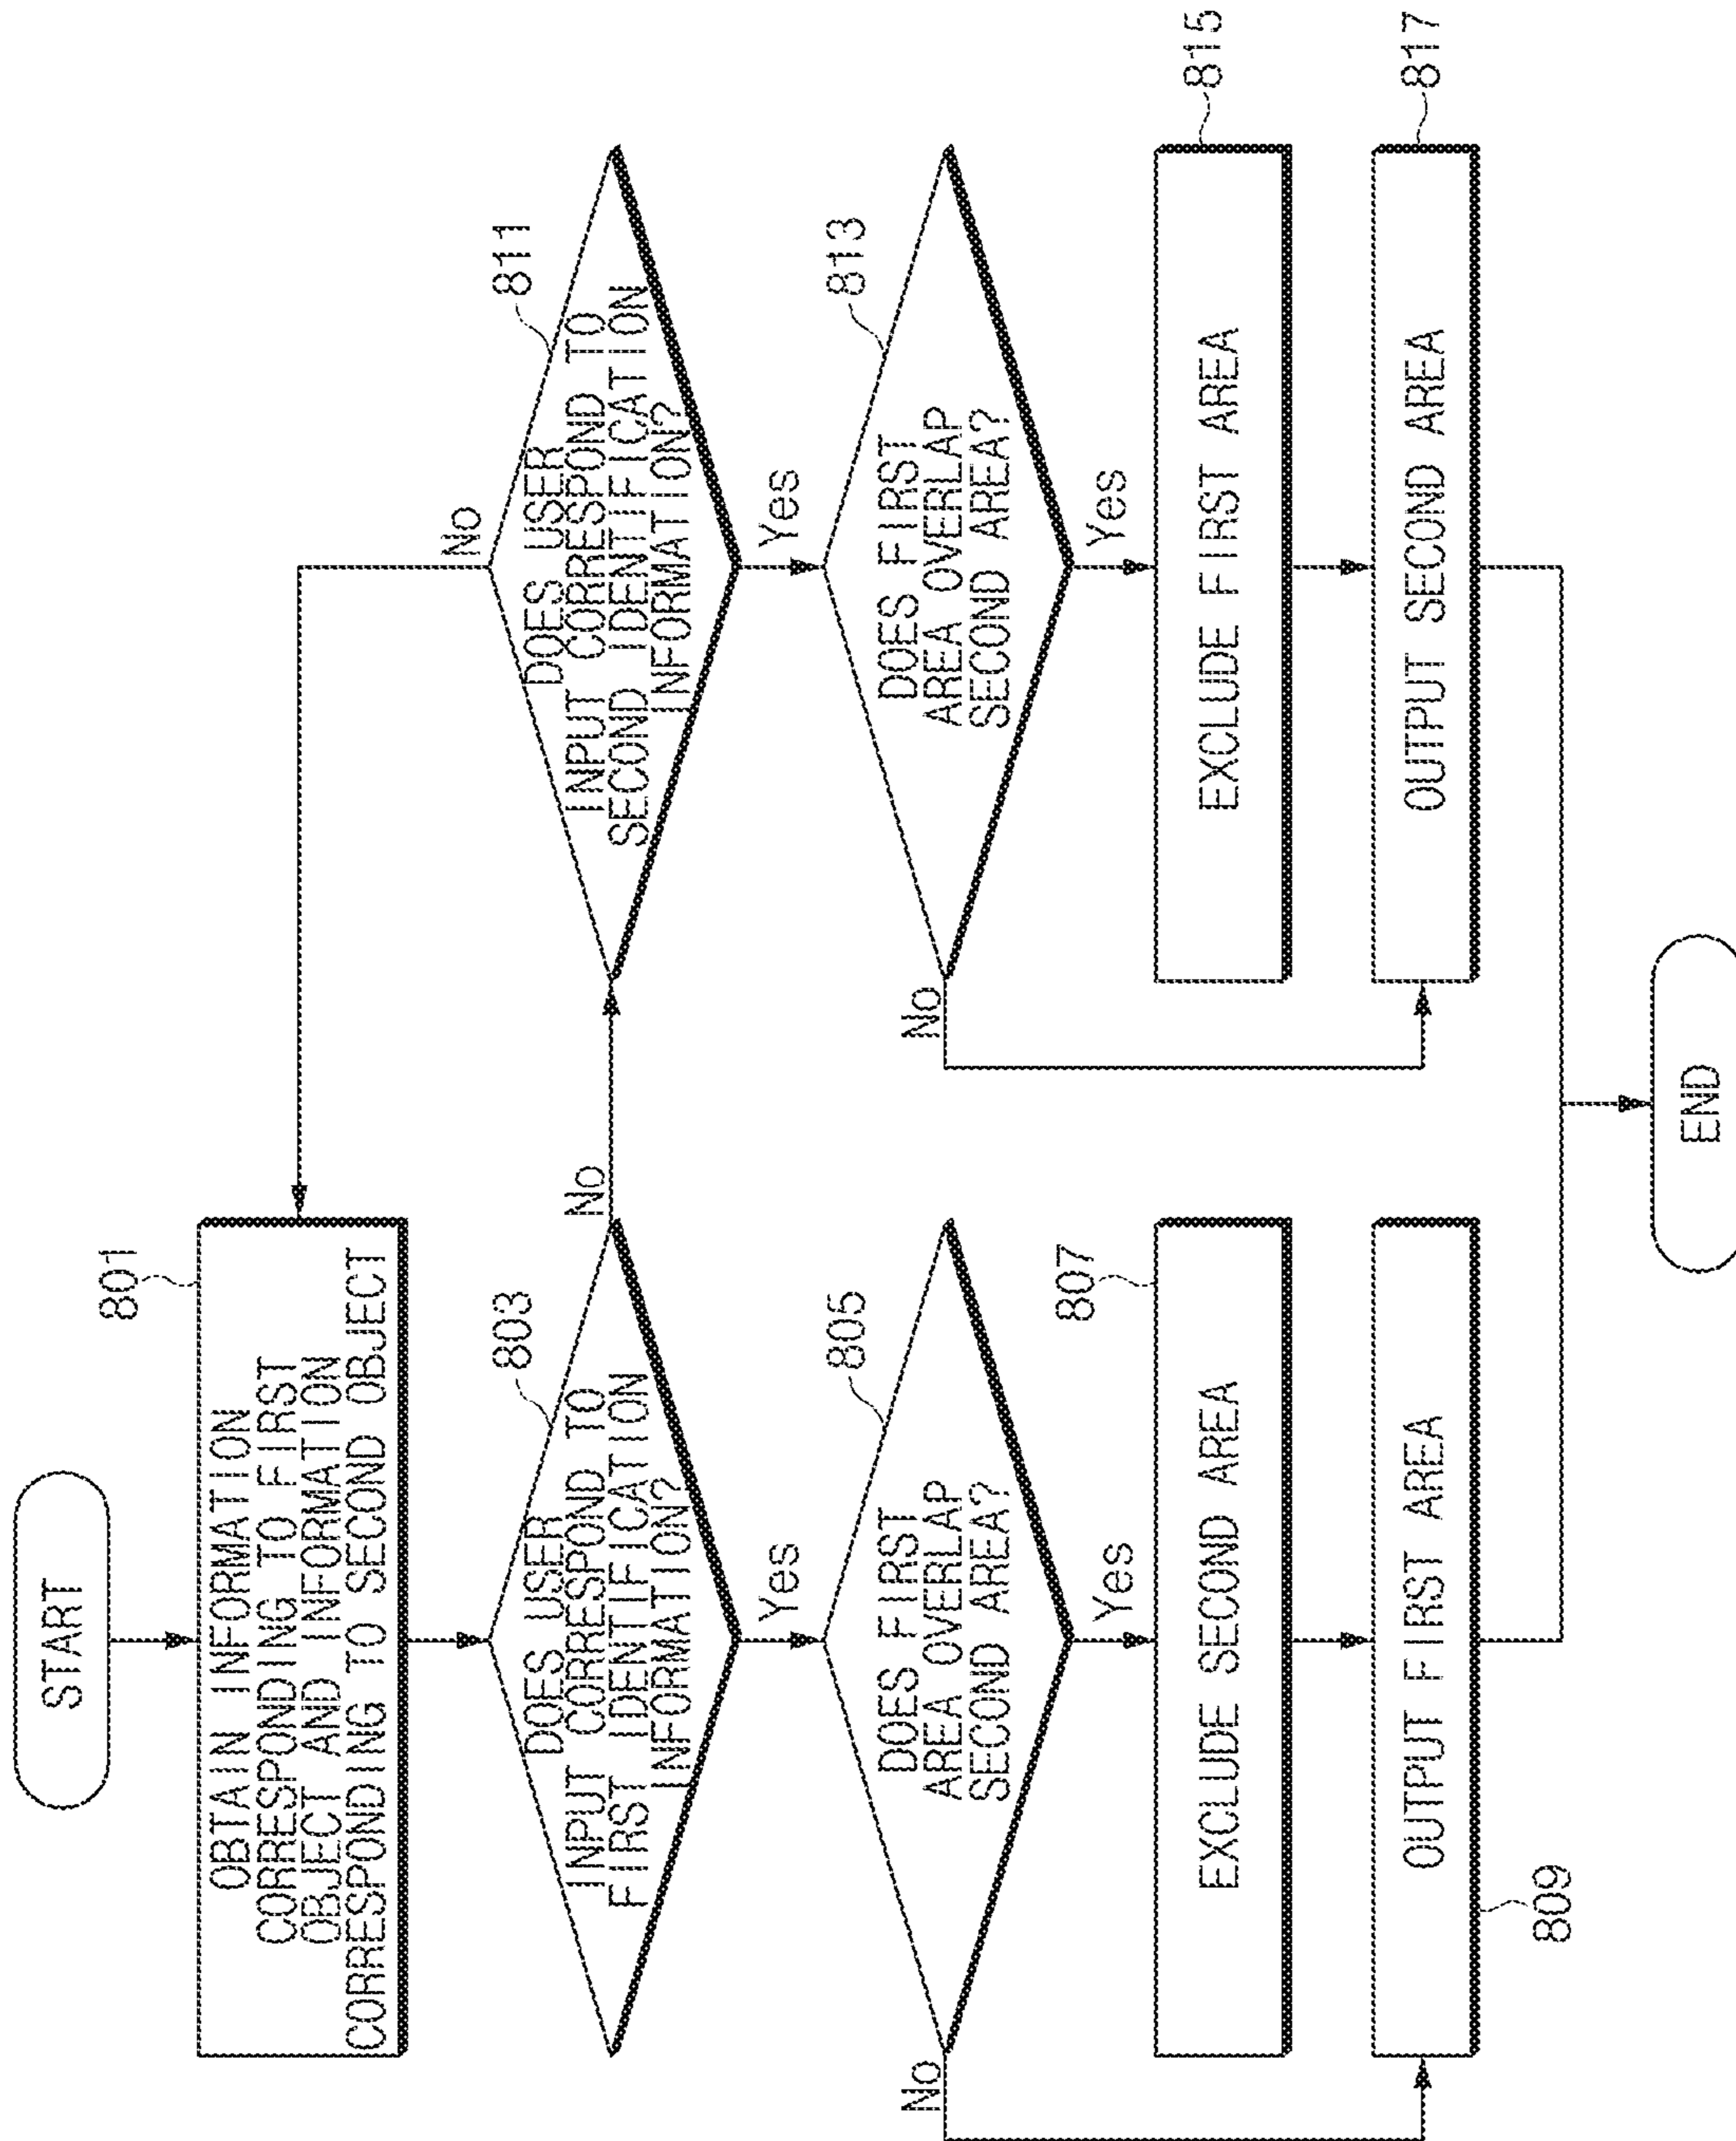 START
801
OBTAIN INFORMATION
CORRESPONDING TO FIRST
OBJECT AND INFORMATION
CORRESPONDING TO SECOND OBJECT
803
DOES USER
INPUT CORRESPOND TO
FIRST IDENTIFICATION
INFORMATION?
No
Yes
805
DOES FIRST
AREA OVERLAP
SECOND AREA?
No
Yes
807
EXCLUDE SECOND AREA
OUTPUT FIRST AREA
809
811
DOES USER
INPUT CORRESPOND TO
SECOND IDENTIFICATION
INFORMATION?
No
Yes
813
DOES FIRST
AREA OVERLAP
SECOND AREA?
No
Yes
815
EXCLUDE FIRST AREA
817
OUTPUT SECOND AREA
END